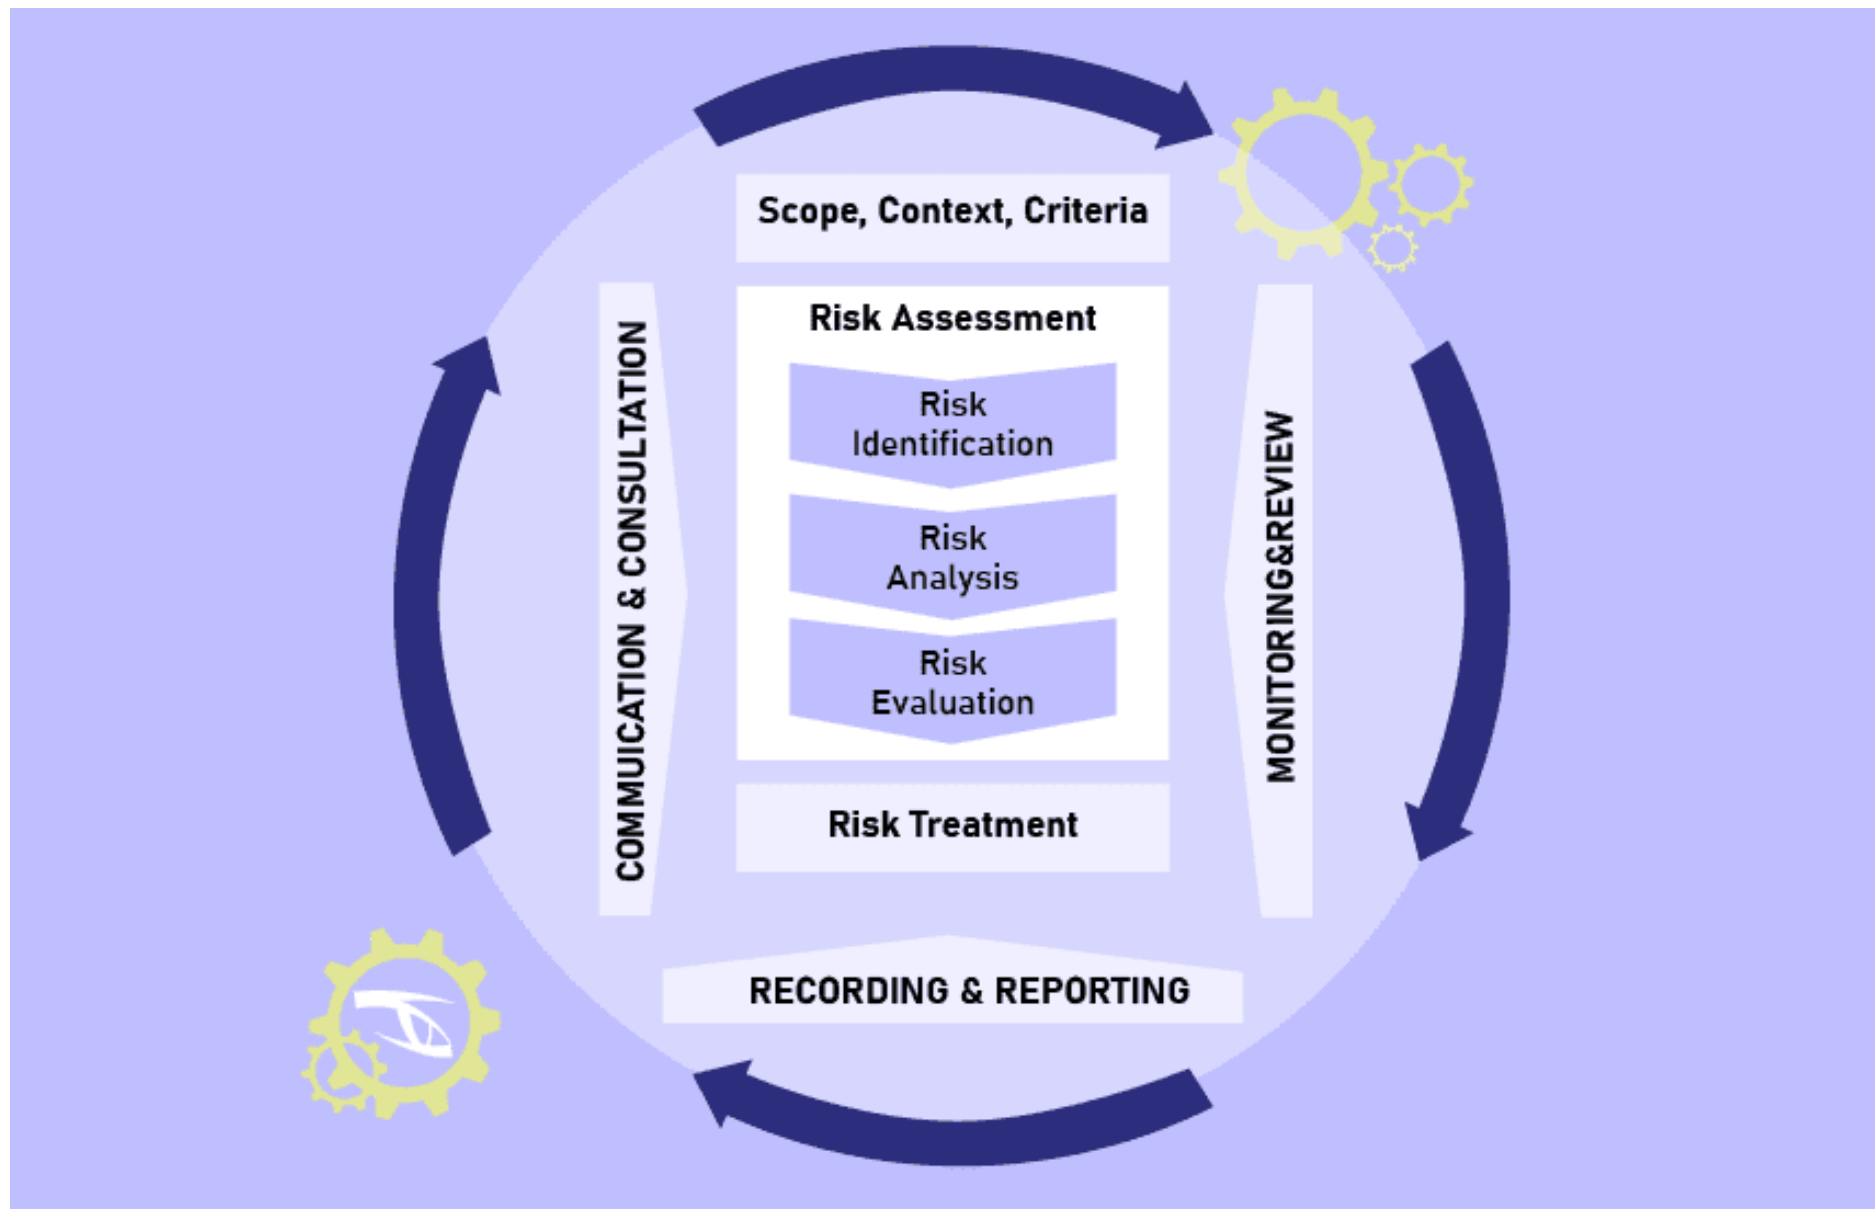 Scope, Context, Criteria
COMMUICATION & CONSULTATION
Risk Assessment
Risk
Identification
Risk
Analysis
Risk
Evaluation
MONITORING&REVIEW
Risk Treatment
RECORDING & REPORTING